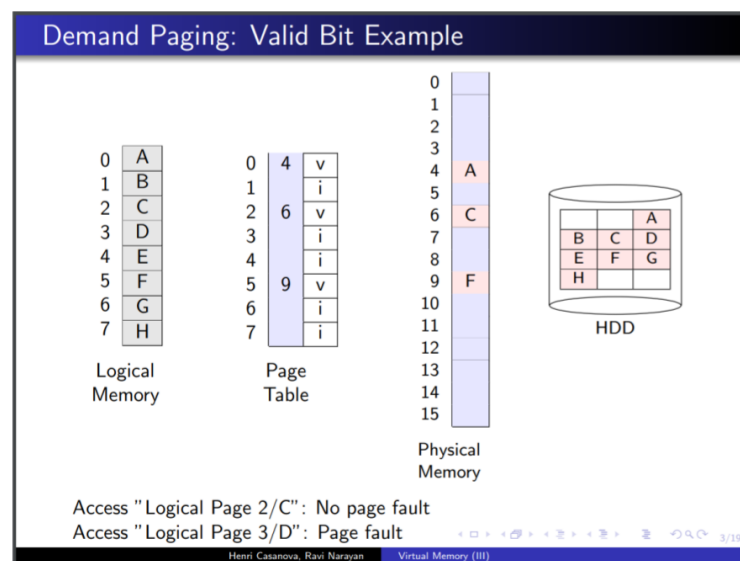 Demand Paging: Valid Bit Example
0 A
1 B
2 C
3 D
4 E
5 F
6 G
7 H
Logical
Memory
0 4 v
1 i
2 6 v
3 i
4 i
5 9 v
6 i
7 i
Page
Table
0
1
2
3
4 A
5
6 C
7
8
9 F
10
11
12
13
14
15
Physical
Memory
A
B C D
E F G
H
HDD
Access "Logical Page 2/C": No page fault
Access "Logical Page 3/D": Page fault
3/19
Henri Casanova, Ravi Narayan Virtual Memory (III)